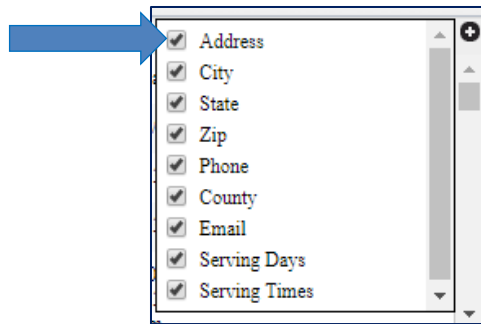 Address
City
State
Zip
Phone
County
Email
Serving Days
Serving Times